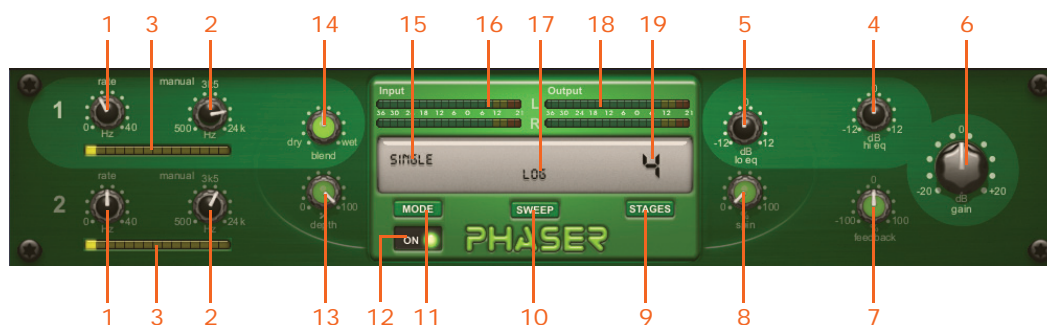 1 3 2 14 15 16 17 18 19 5 4 6
rate manual 3k5
1
0 40 500 24k
Hz Hz
dry wet
blend
Input Output
L
36 30 24 18 12 6 0 6 12 21 36 30 24 18 12 6 0 6 12 21
R
SINGLE 4
LOG
0
-12 12
dB
lo eq
0
-12 12
dB
hi eq
0
-20 +20
dB
gain
rate manual 3k5
2
0 40 500 24k
Hz Hz
0 100
%
depth
MODE SWEEP STAGES
ON PHASER
0 100
%
spin
0
-100 100
%
feedback
1 3 2 13 12 11 10 9 8 7